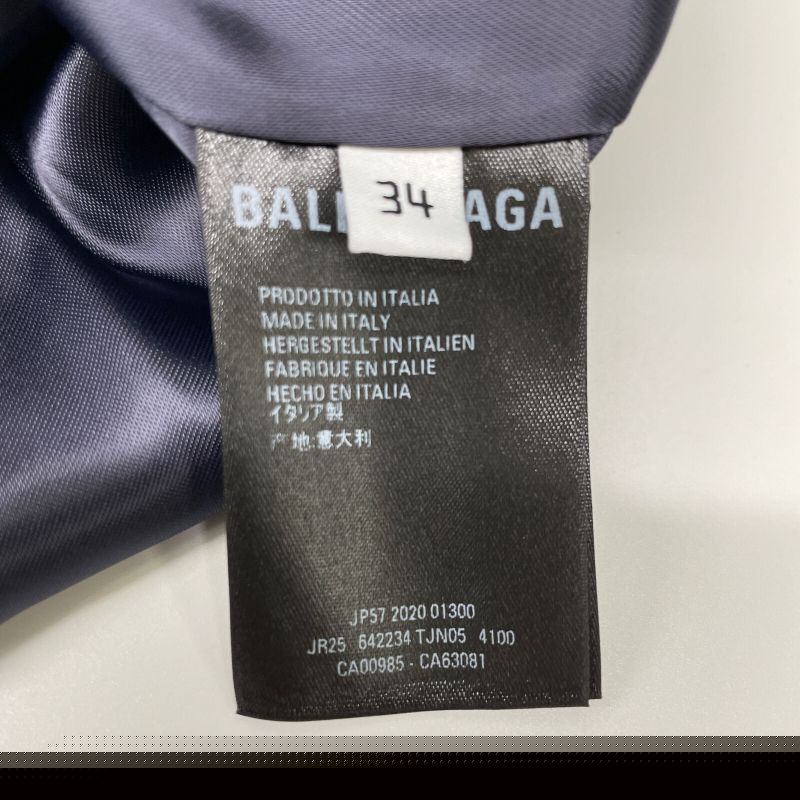 34
BAL AGA
PRODOTTO IN ITALIA
MADE IN ITALY
HERGESTELLT IN ITALIEN
FABRIQUE EN ITALIE
HECHO EN ITALIA
イタリア製
产地:意大利
JP57 2020 01300
JR25 642234 TJN05 4100
CA00985 - CA63081